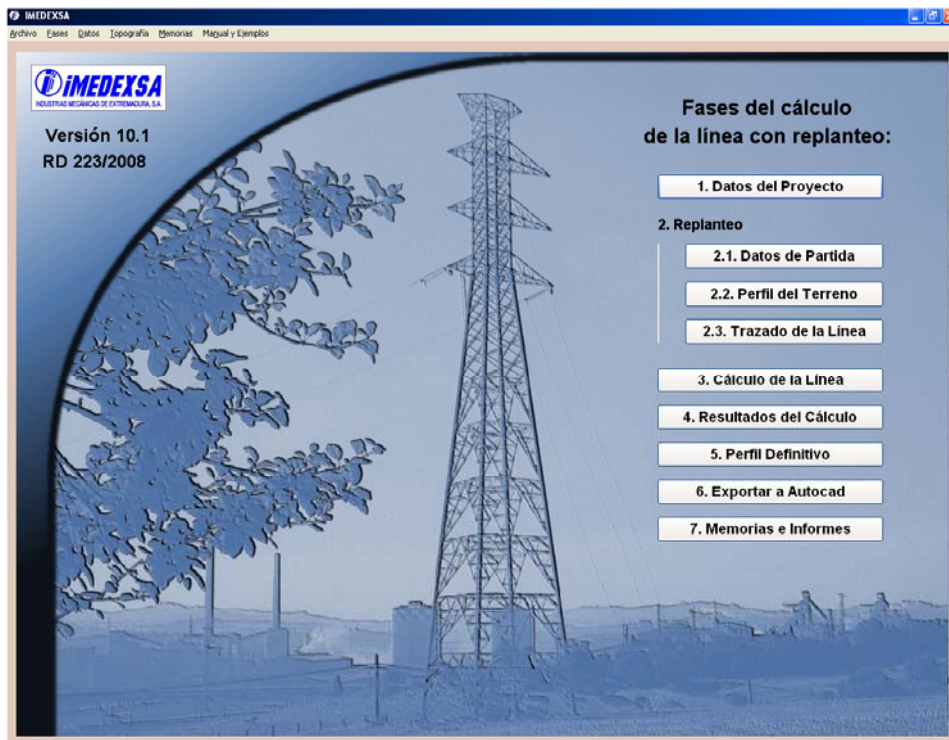 IMEDEXSA
Archivo Fases Datos Topografía Memorias Manual y Ejemplos
iMEDEXSA
INDUSTRIAS MECÁNICAS DE EXTREMADURA, S.A.
Versión 10.1
RD 223/2008
Fases del cálculo
de la línea con replanteo:
1. Datos del Proyecto
2. Replanteo
2.1. Datos de Partida
2.2. Perfil del Terreno
2.3. Trazado de la Línea
3. Cálculo de la Línea
4. Resultados del Cálculo
5. Perfil Definitivo
6. Exportar a Autocad
7. Memorias e Informes